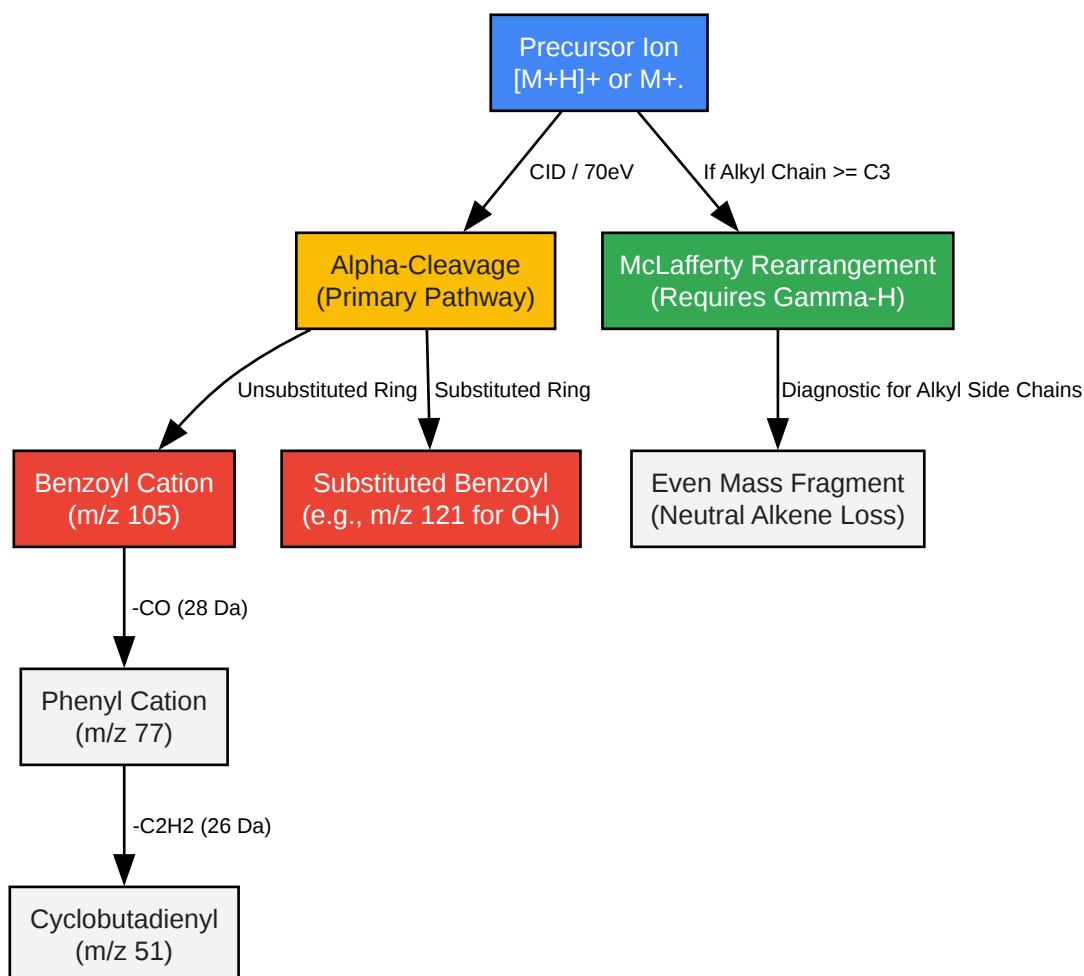 Precursor Ion
[M+H]+ or M+.
CID / 70eV
If Alkyl Chain >= C3
Alpha-Cleavage
(Primary Pathway)
McLafferty Rearrangement
(Requires Gamma-H)
Unsubstituted Ring
Substituted Ring
Diagnostic for Alkyl Side Chains
Benzoyl Cation
(m/z 105)
Substituted Benzoyl
(e.g., m/z 121 for OH)
Even Mass Fragment
(Neutral Alkene Loss)
-CO (28 Da)
Phenyl Cation
(m/z 77)
-C2H2 (26 Da)
Cyclobutadienyl
(m/z 51)